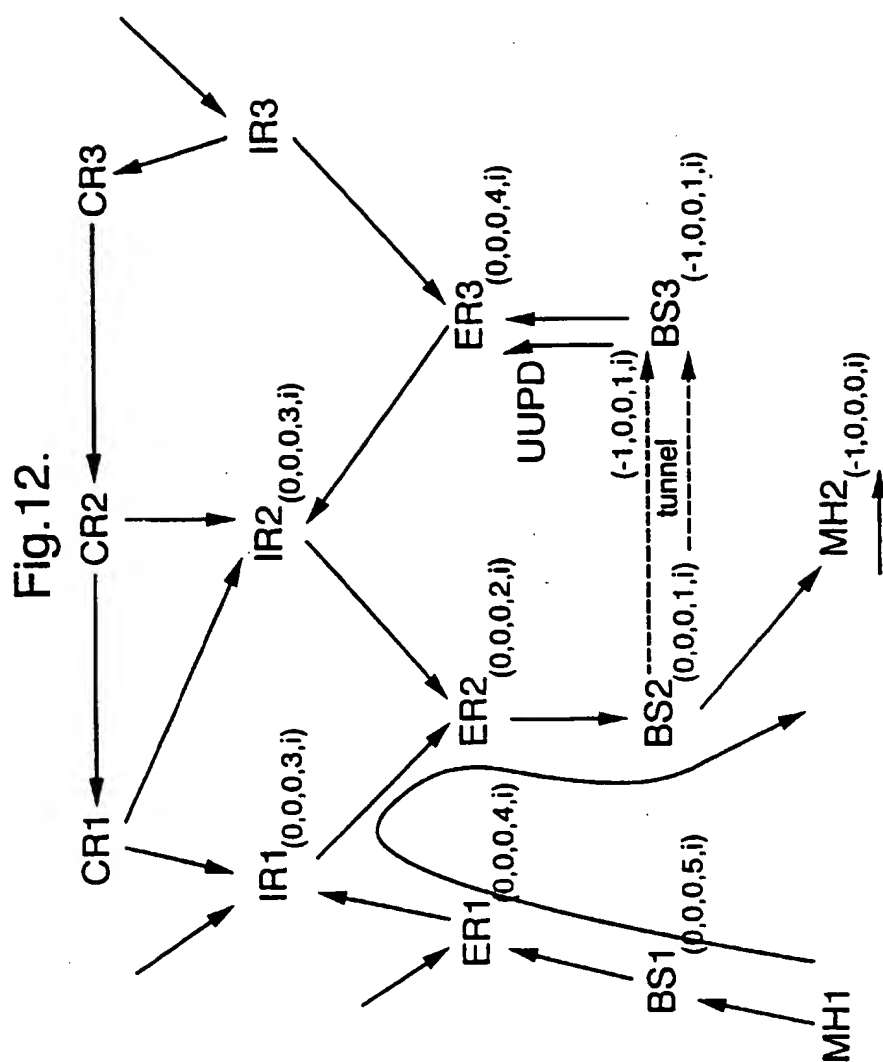 Fig.12.
CR1
CR2
CR3
IR1(0,0,0,3,i)
IR2(0,0,0,3,i)
IR3
ER1(0,0,0,4,i)
ER2(0,0,0,2,i)
ER3(0,0,0,4,i)
UUPD
BS1(0,0,0,5,i)
BS2(0,0,0,1,i)
(-1,0,0,1,i)
tunnel
BS3(-1,0,0,1,i)
MH1
MH2(-1,0,0,0,i)